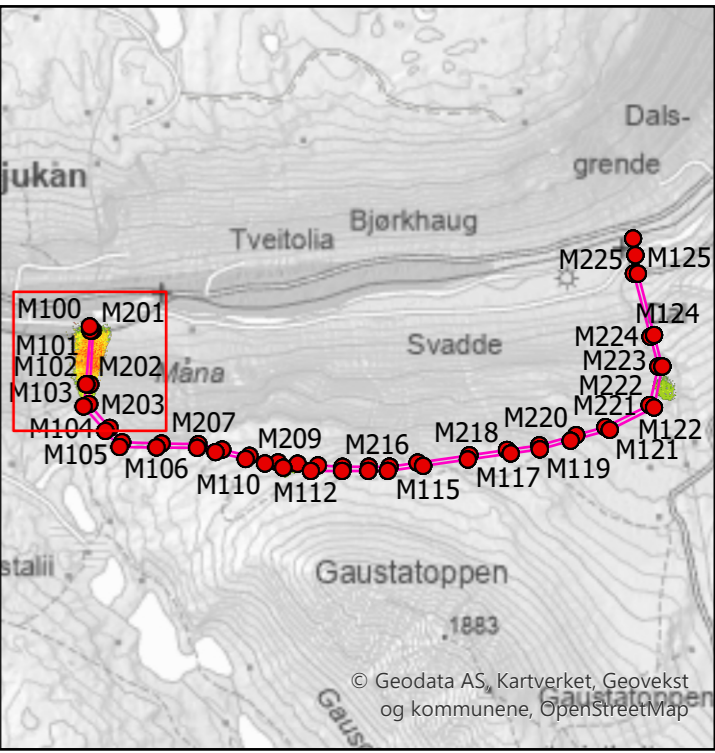 Dals-
grende
jukån
Bjørkhaug
Tveitolia
M225
M125
M100
M201
M124
M101
M224
Svadde
M102
M202
Måna
M223
M103
M222
M203
M221
M104
M207
M220
M122
M105
M209
M216
M218
M121
M106
M119
M110
M117
M112
M115
stalii
Gaustatoppen
1883
© Geodata AS, Kartverket, Geovekst
og kommunene, OpenStreetMap
Gaustatoppen